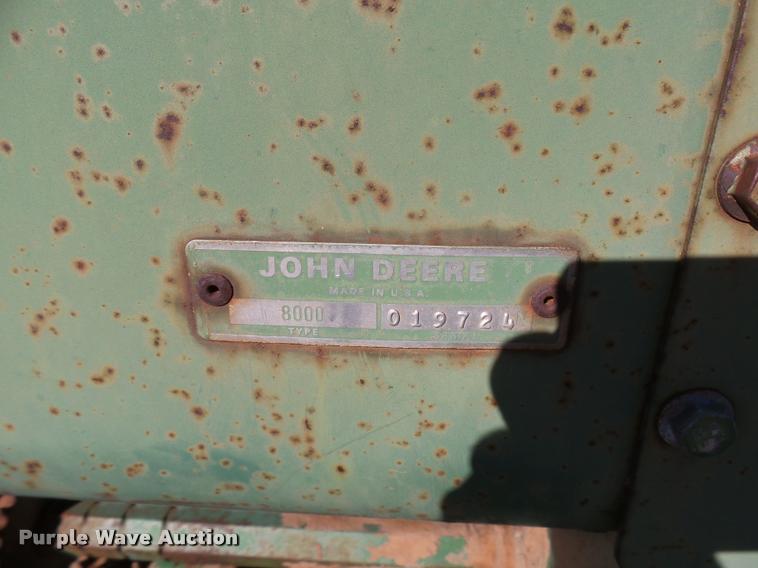 JOHN DEERE
MADE IN U.S.A.
8000 019724
TYPE
Purple Wave Auction